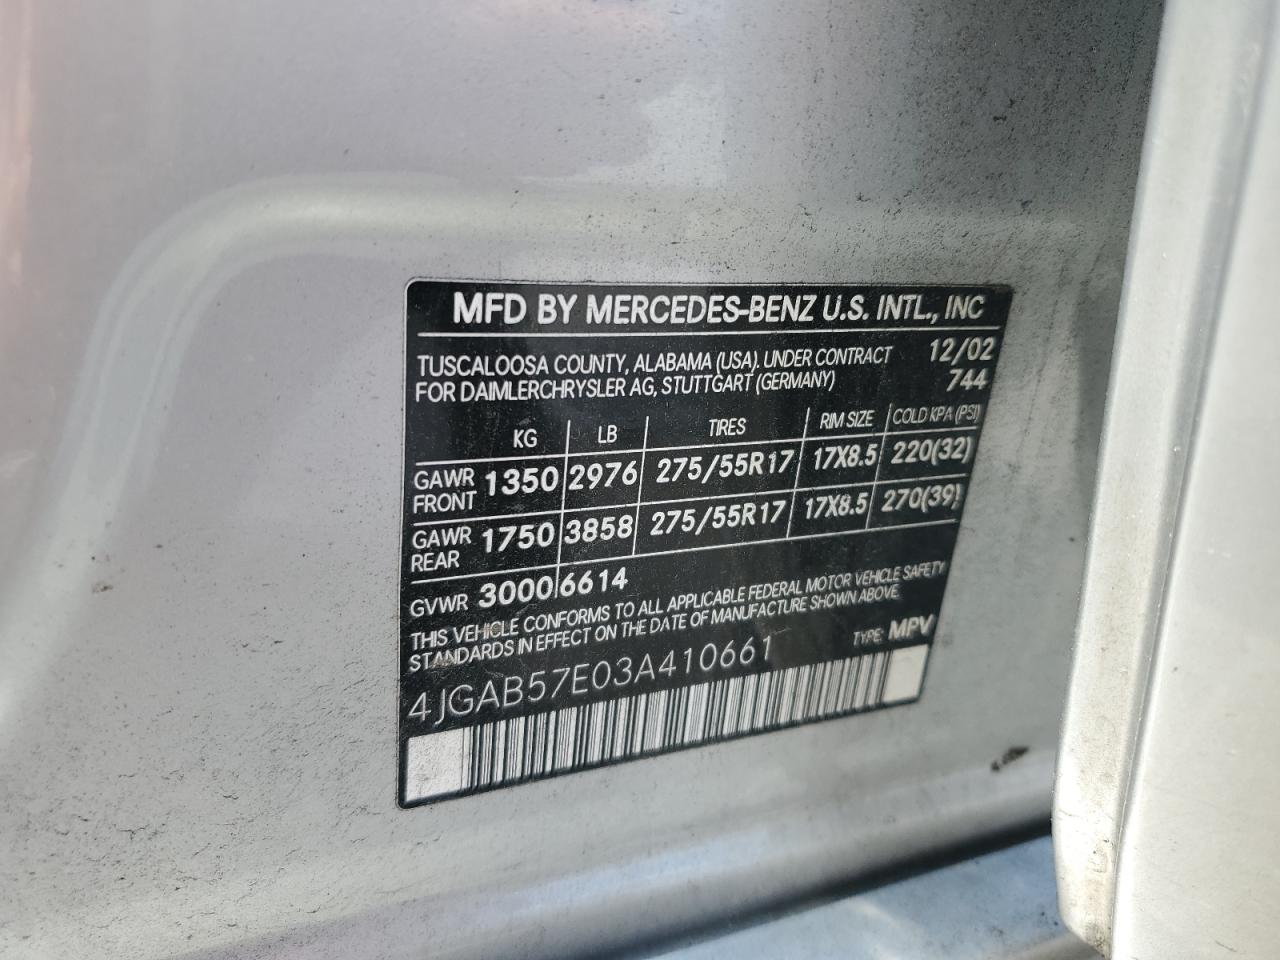 MFD BY MERCEDES-BENZ U.S. INTL., INC
TUSCALOOSA COUNTY, ALABAMA (USA). UNDER CONTRACT 12/02
FOR DAIMLERCHRYSLER AG, STUTTGART (GERMANY) 744
KG LB TIRES RIM SIZE COLD KPA (PSI)
GAWR FRONT 1350 2976 275/55R17 17X8.5 220(32)
GAWR REAR 1750 3858 275/55R17 17X8.5 270(39)
GVWR 3000 6614
THIS VEHICLE CONFORMS TO ALL APPLICABLE FEDERAL MOTOR VEHICLE SAFETY
STANDARDS IN EFFECT ON THE DATE OF MANUFACTURE SHOWN ABOVE.
4JGAB57E03A410661 TYPE: MPV